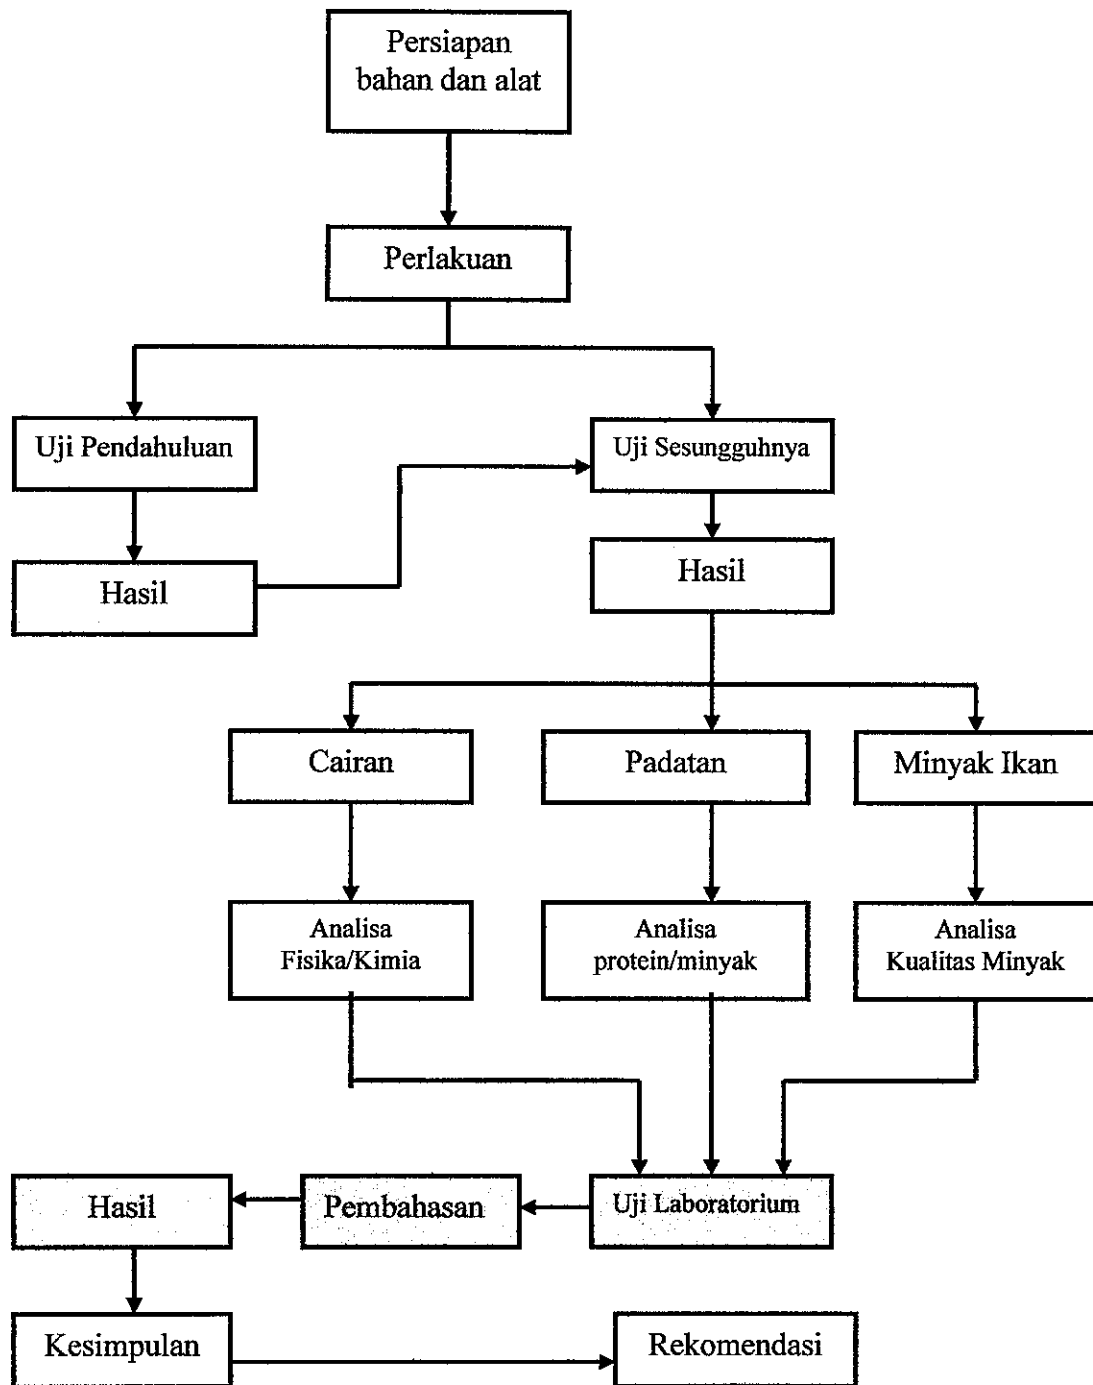 Persiapan
bahan dan alat
Perlakuan
Uji Pendahuluan
Uji Sesungguhnya
Hasil
Hasil
Cairan
Padatan
Minyak Ikan
Analisa
Fisika/Kimia
Analisa
protein/minyak
Analisa
Kualitas Minyak
Hasil
Pembahasan
Uji Laboratorium
Kesimpulan
Rekomendasi